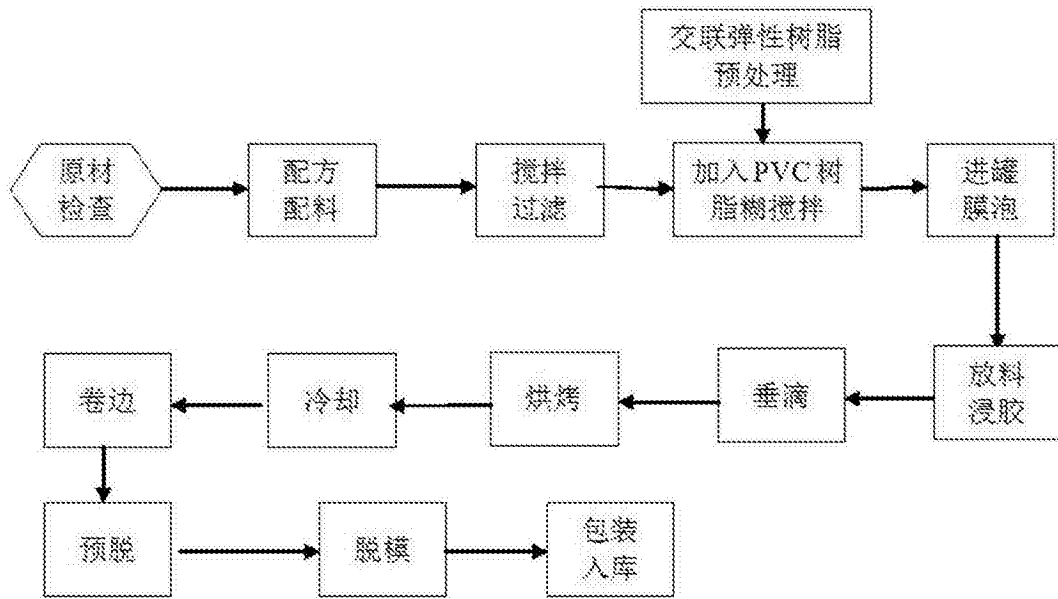 交联弹性树脂
预处理
原材
检查
配方
配料
搅拌
过滤
加入PVC树
脂糊搅拌
进罐
膜泡
放料
浸胶
垂滴
烘烤
冷却
卷边
预脱
脱模
包装
入库